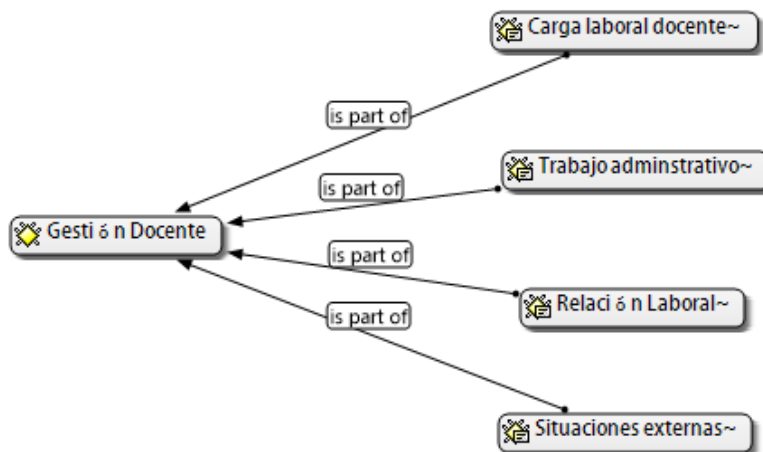 Carga laboral docente~
is part of
Trabajo adminstrativo~
is part of
Gesti ó n Docente
is part of
Relaci ó n Laboral~
is part of
Situaciones externas~